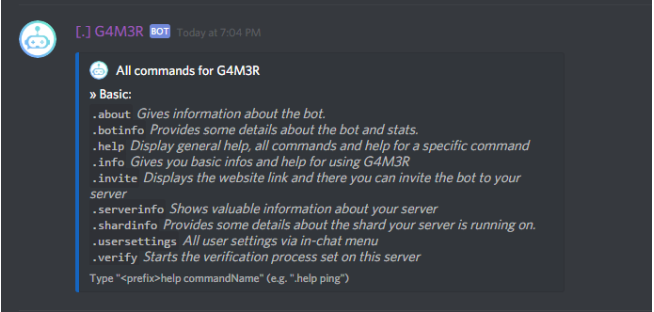 [.] G4M3R BOT Today at 7:04 PM
All commands for G4M3R
» Basic:
.about Gives information about the bot.
.botinfo Provides some details about the bot and stats.
.help Display general help, all commands and help for a specific command
.info Gives you basic infos and help for using G4M3R
.invite Displays the website link and there you can invite the bot to your
server
.serverinfo Shows valuable information about your server
.shardinfo Provides some details about the shard your server is running on.
.usersettings All user settings via in-chat menu
.verify Starts the verification process set on this server
Type "<prefix>help commandName" (e.g. ".help ping")